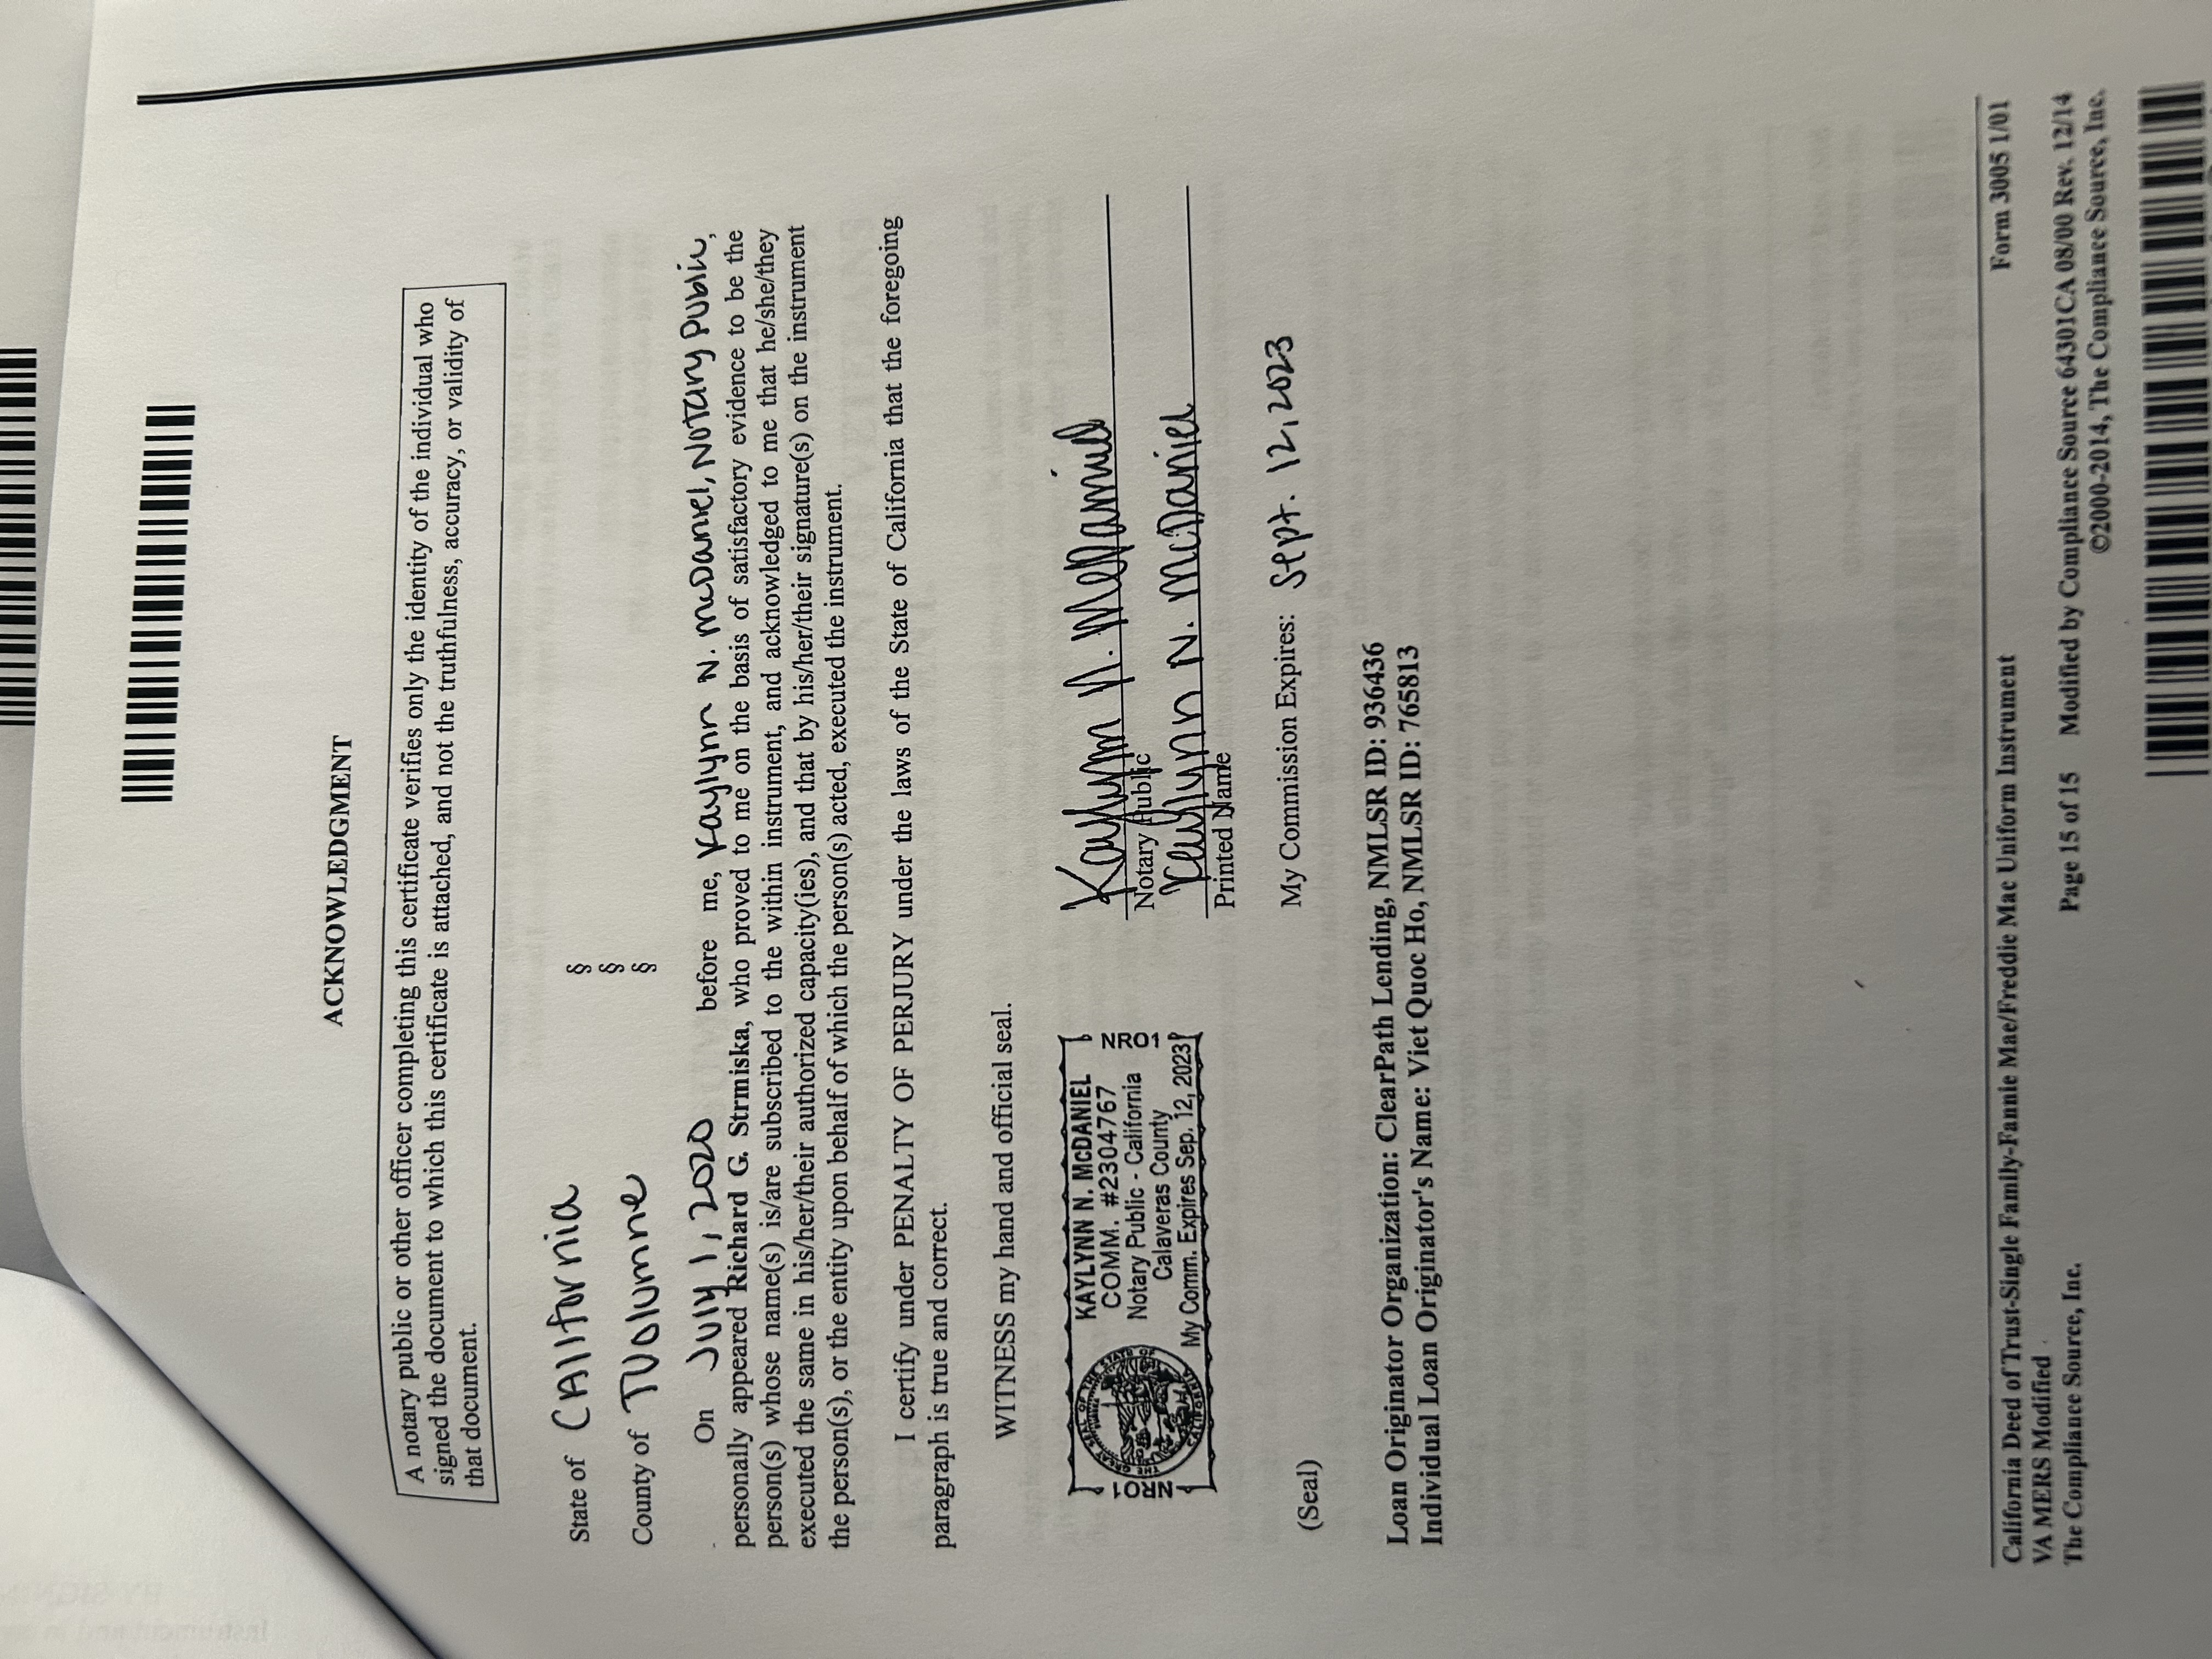 ACKNOWLEDGMENT
A notary public or other officer completing this certificate verifies only the identity of the individual who
signed the document to which this certificate is attached, and not the truthfulness, accuracy, or validity of
that document.
State of California §
§
County of Tuolumne §
On July 1, 2020 before me, Kaylynn N. McDaniel, Notary Public,
personally appeared Richard G. Strmiska, who proved to me on the basis of satisfactory evidence to be the
person(s) whose name(s) is/are subscribed to the within instrument, and acknowledged to me that he/she/they
executed the same in his/her/their authorized capacity(ies), and that by his/her/their signature(s) on the instrument
the person(s), or the entity upon behalf of which the person(s) acted, executed the instrument.
I certify under PENALTY OF PERJURY under the laws of the State of California that the foregoing
paragraph is true and correct.
WITNESS my hand and official seal.
KAYLYNN N. McDANIEL
COMM. #2304767
Notary Public - California
Calaveras County
My Comm. Expires Sep. 12, 2023
NRO1
NRO1
THE GREAT SEAL OF THE STATE OF CALIFORNIA
Kaylynn N. McDaniel
Notary Public
Kaylynn N. McDaniel
Printed Name
My Commission Expires: Sept. 12, 2023
(Seal)
Loan Originator Organization: ClearPath Lending, NMLSR ID: 936436
Individual Loan Originator's Name: Viet Quoc Ho, NMLSR ID: 765813
California Deed of Trust-Single Family-Fannie Mae/Freddie Mac Uniform Instrument Form 3005 1/01
VA MERS Modified
The Compliance Source, Inc. Page 15 of 15 Modified by Compliance Source 64301CA 08/00 Rev. 12/14
©2000-2014, The Compliance Source, Inc.